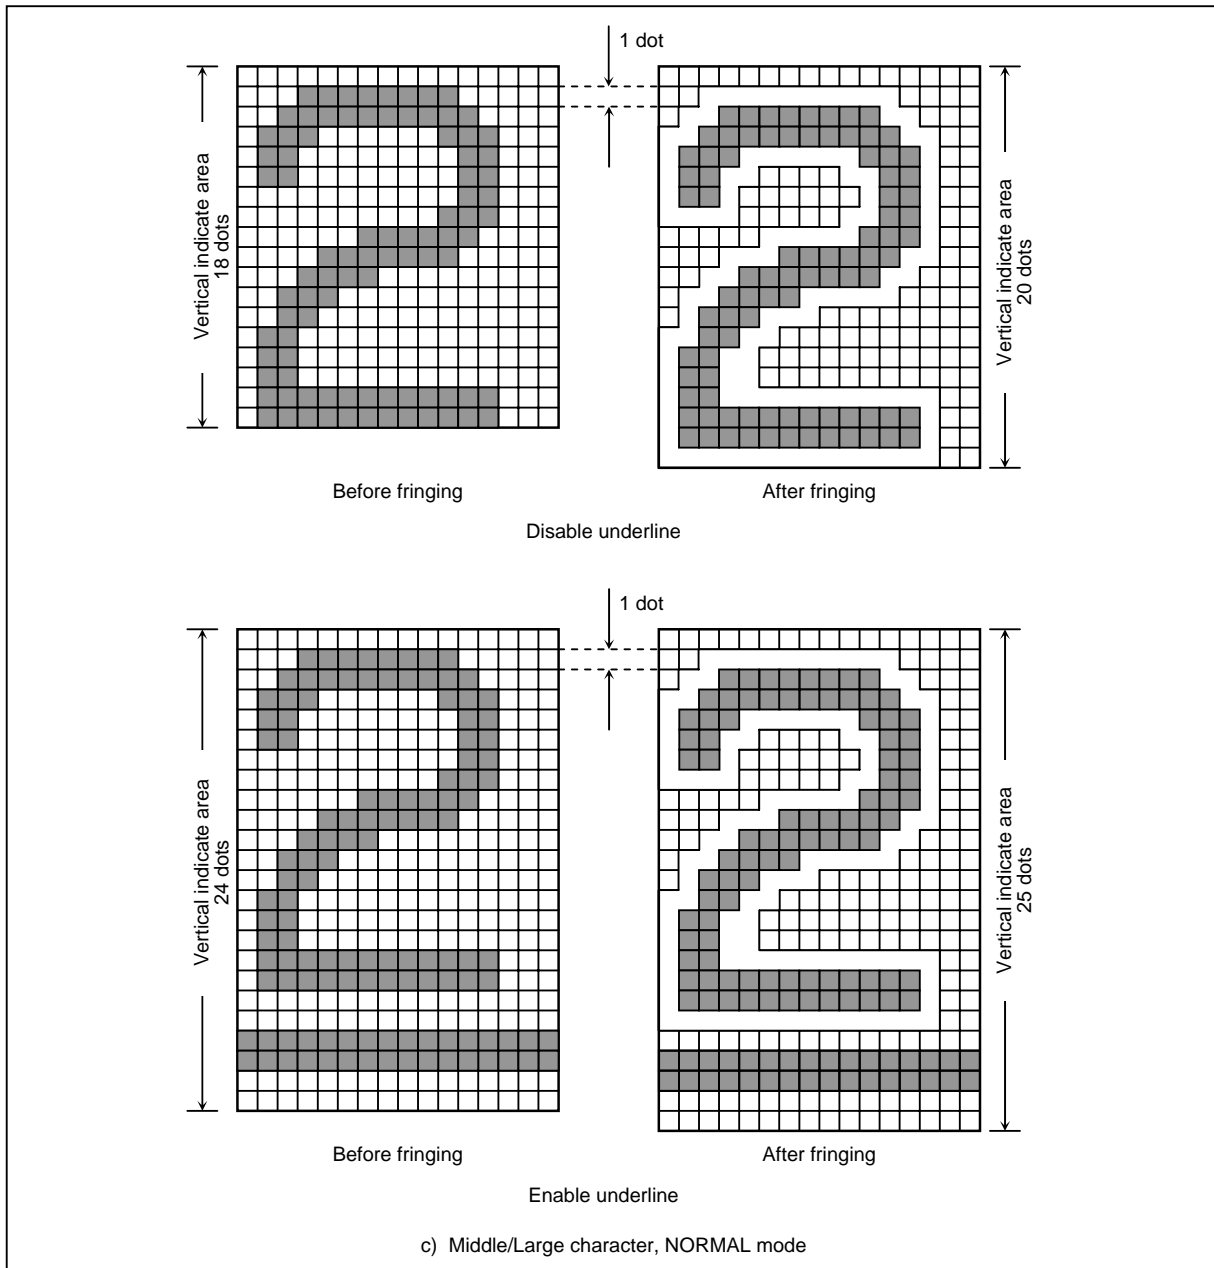 1 dot
Vertical indicate area
18 dots
Vertical indicate area
20 dots
Before fringing
After fringing
Disable underline
1 dot
Vertical indicate area
24 dots
Vertical indicate area
25 dots
Before fringing
After fringing
Enable underline
c) Middle/Large character, NORMAL mode